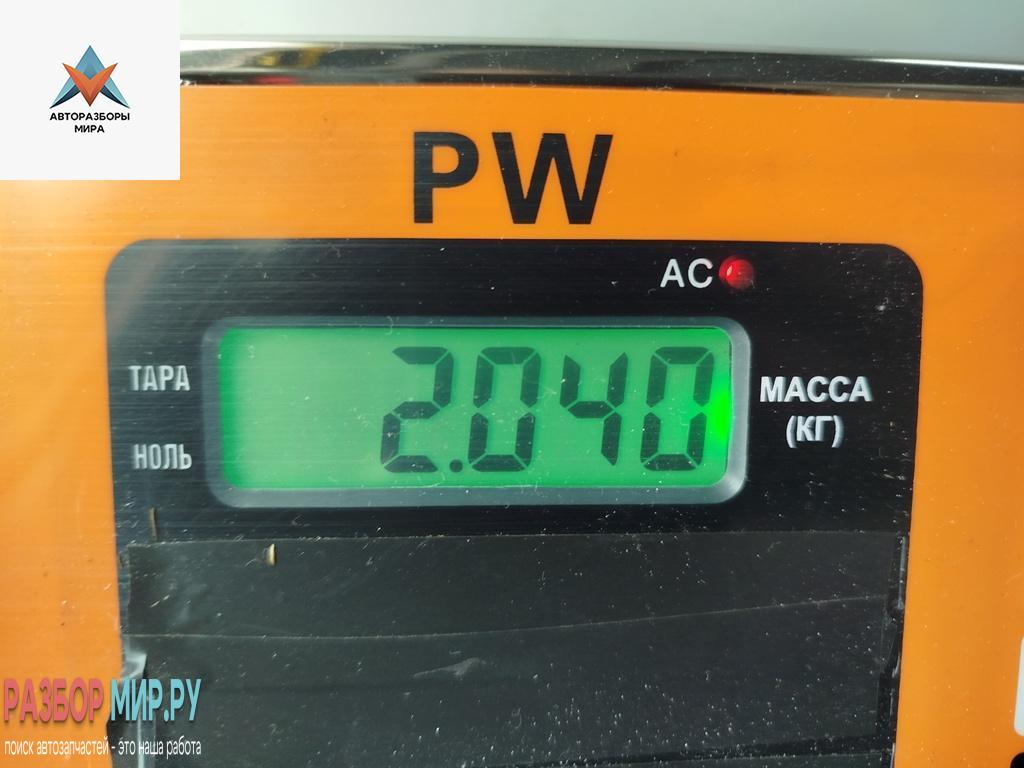 АВТОРАЗБОРЫ
МИРА
PW
AC
ТАРА
2.040
МАССА
(КГ)
НОЛЬ
РАЗБОР МИР.РУ
поиск автозапчастей - это наша работа